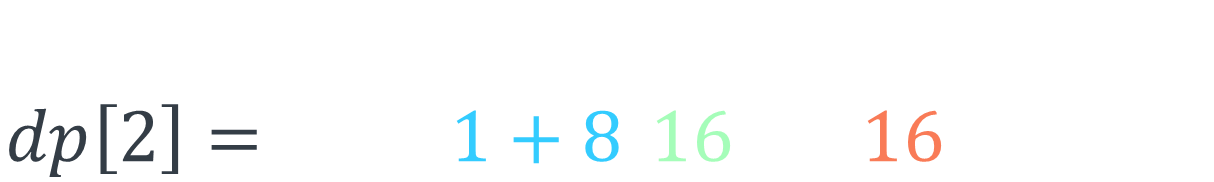 dp[2] = 1 + 8 16 16